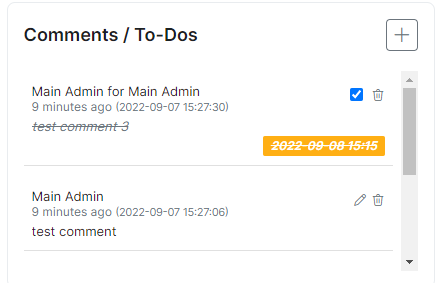 Comments / To-Dos
Main Admin for Main Admin
9 minutes ago (2022-09-07 15:27:30)
test comment 3
2022-09-08 15:15
Main Admin
9 minutes ago (2022-09-07 15:27:06)
test comment